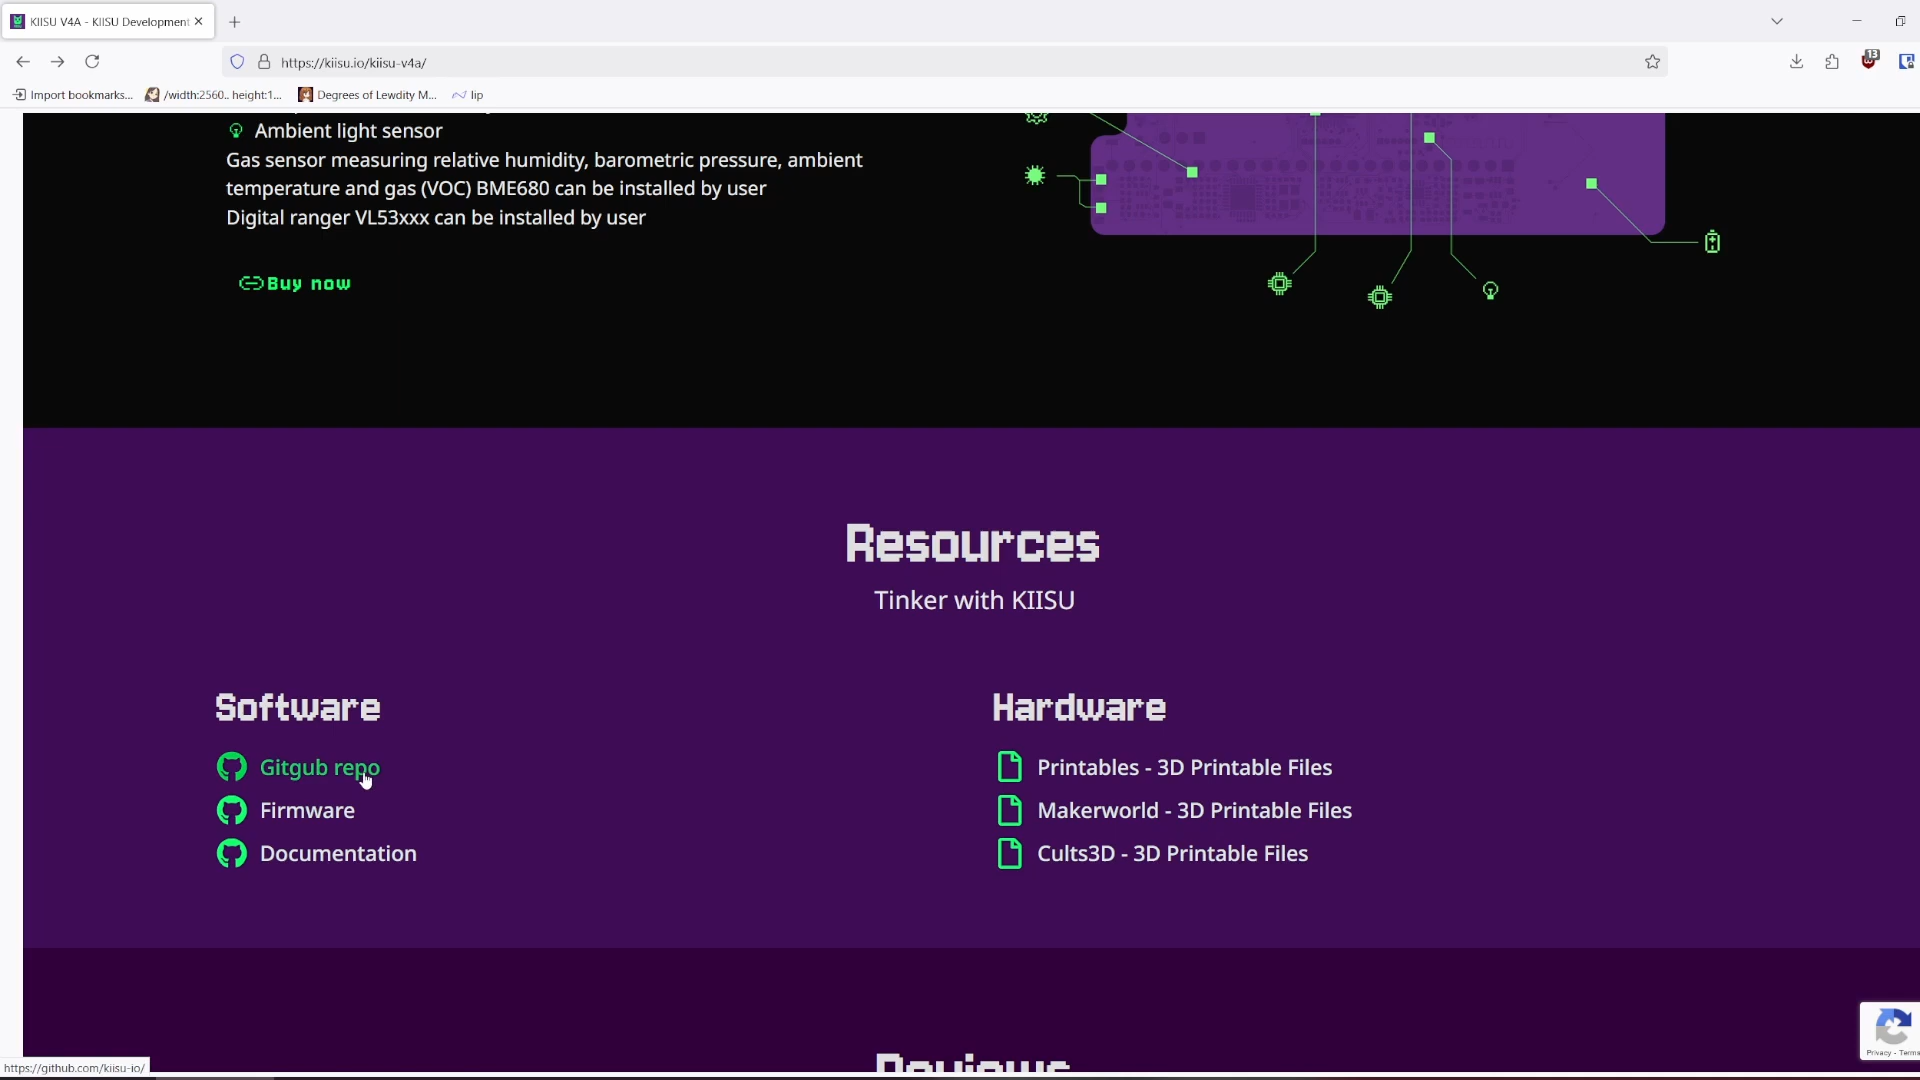 KIISU V4A - KIISU Development
https://kiisu.io/kiisu-v4a/
13
Import bookmarks...
/width:2560.. height:1...
Degrees of Lewdity M...
lip
Ambient light sensor
Gas sensor measuring relative humidity, barometric pressure, ambient
temperature and gas (VOC) BME680 can be installed by user
Digital ranger VL53xxx can be installed by user
Buy now
Resources
Tinker with KIISU
Software
Gitgub repo
Firmware
Documentation
Hardware
Printables - 3D Printable Files
Makerworld - 3D Printable Files
Cults3D - 3D Printable Files
Reviews
Privacy - Terms
https://github.com/kiisu-io/